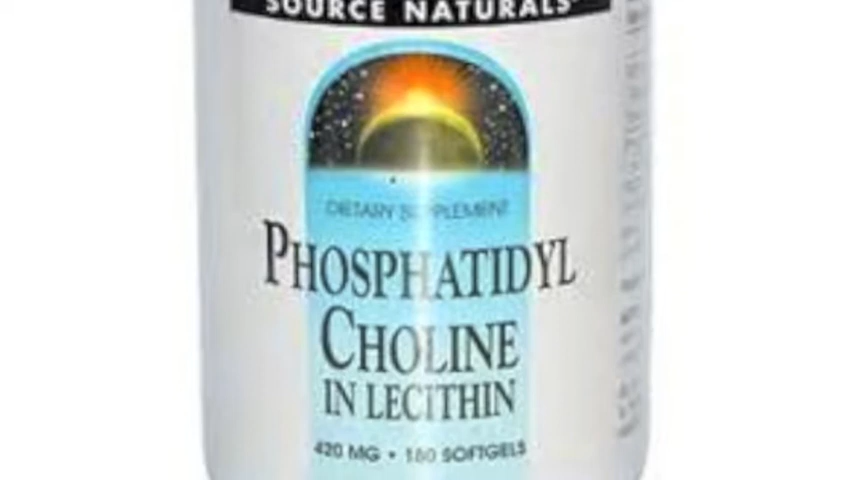 SOURCE NATURALS®
DIETARY SUPPLEMENT
PHOSPHATIDYL
CHOLINE
IN LECITHIN
420 MG • 180 SOFTGELS